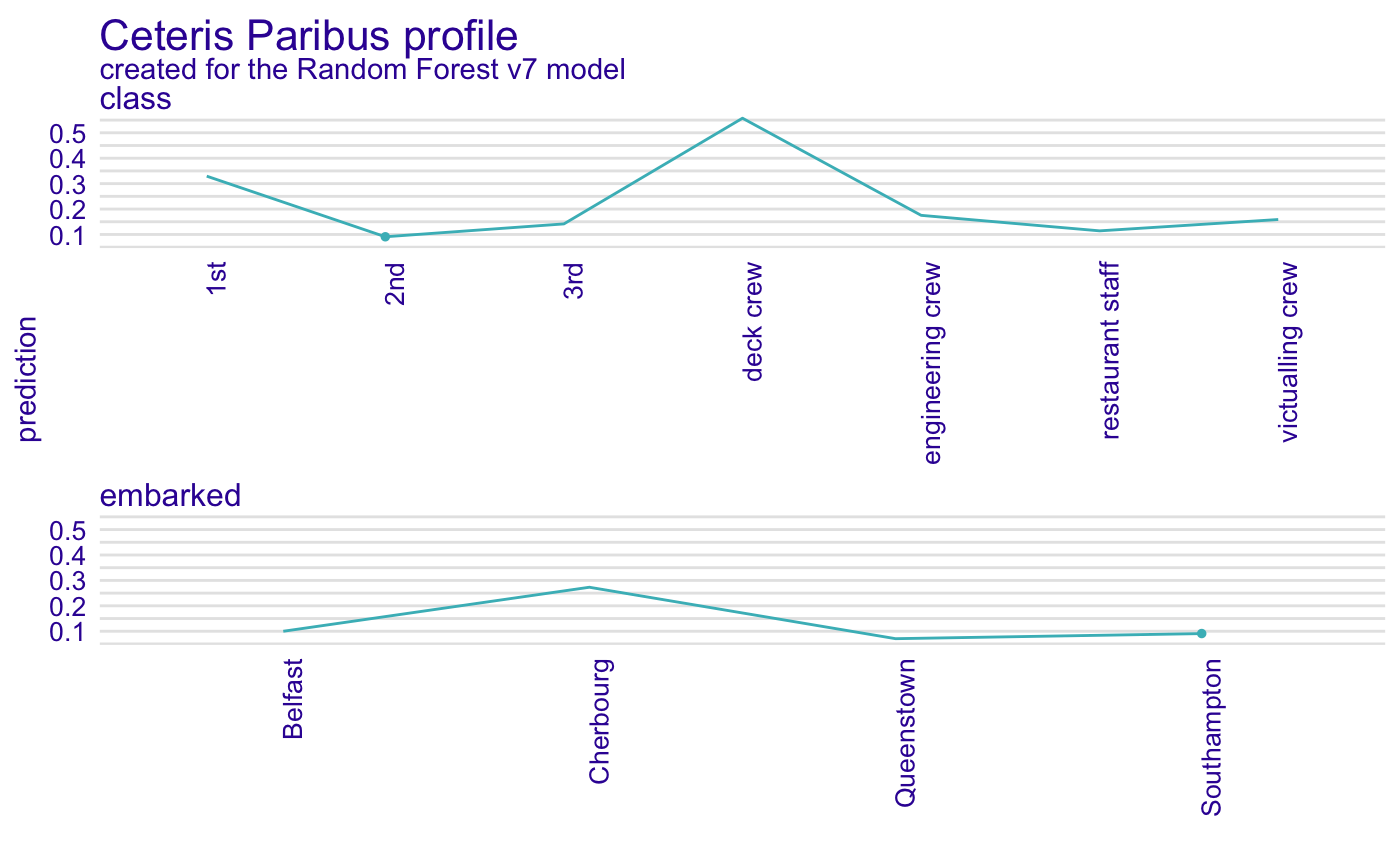 Ceteris Paribus profile
created for the Random Forest v7 model
class
0.5
0.4
0.3
0.2
0.1
1st
2nd
3rd
deck crew
engineering crew
restaurant staff
victualling crew
prediction
embarked
0.5
0.4
0.3
0.2
0.1
Belfast
Cherbourg
Queenstown
Southampton